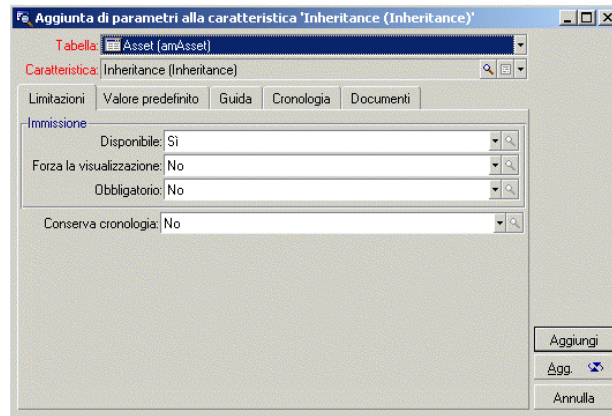 Aggiunta di parametri alla caratteristica 'Inheritance (Inheritance)'
Tabella: Asset (amAsset)
Caratteristica: Inheritance (Inheritance)
Limitazioni Valore predefinito Guida Cronologia Documenti
Immissione
Disponibile: Sì
Forza la visualizzazione: No
Obbligatorio: No
Conserva cronologia: No
Aggiungi
Agg.
Annulla